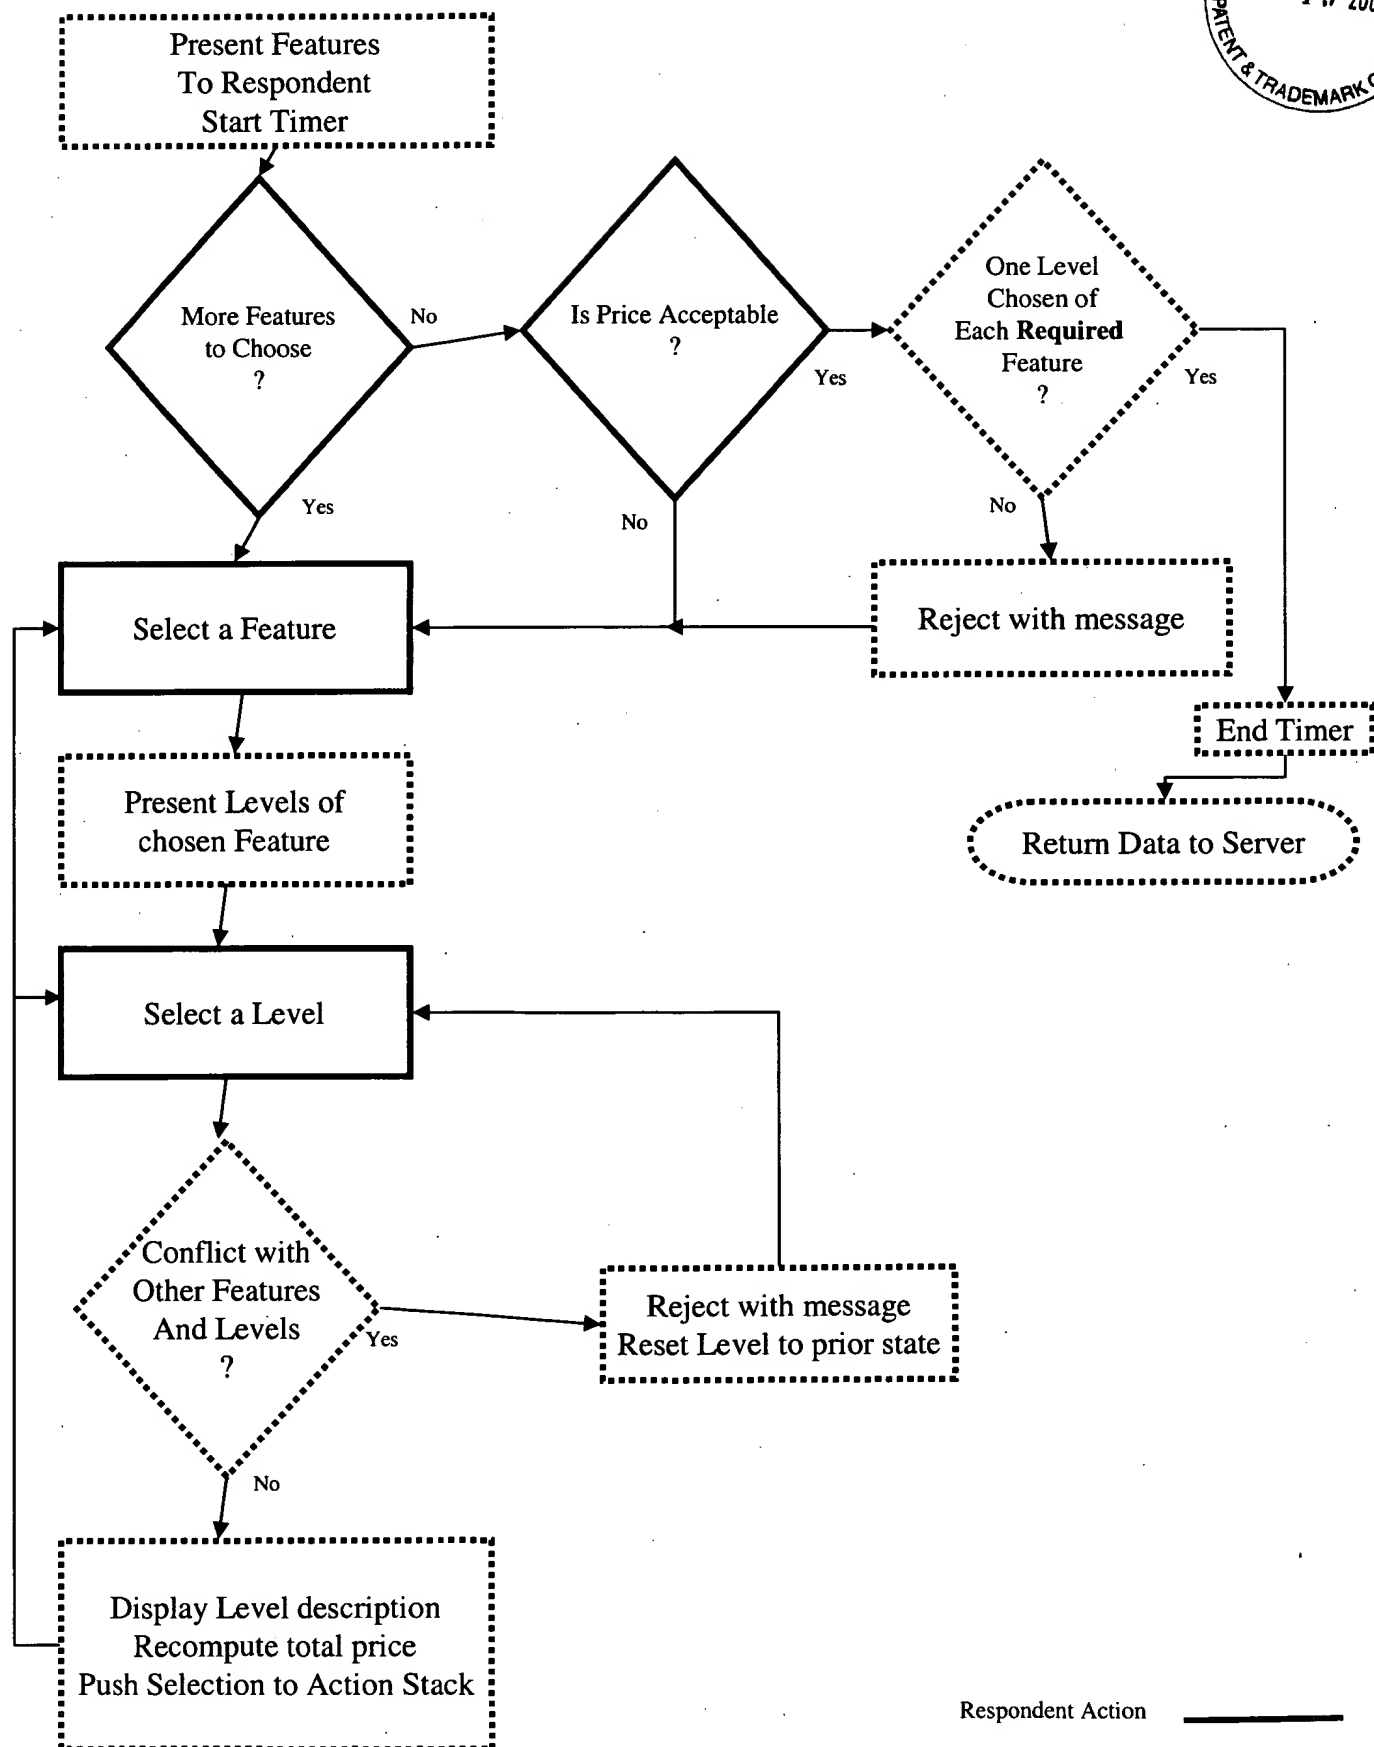 PATENT & TRADEMARK
Present Features
To Respondent
Start Timer
More Features
to Choose
?
No
Yes
Is Price Acceptable
?
Yes
No
One Level
Chosen of
Each Required
Feature
?
Yes
No
Select a Feature
Reject with message
End Timer
Present Levels of
chosen Feature
Return Data to Server
Select a Level
Conflict with
Other Features
And Levels
?
Yes
Reject with message
Reset Level to prior state
No
Display Level description
Recompute total price
Push Selection to Action Stack
Respondent Action